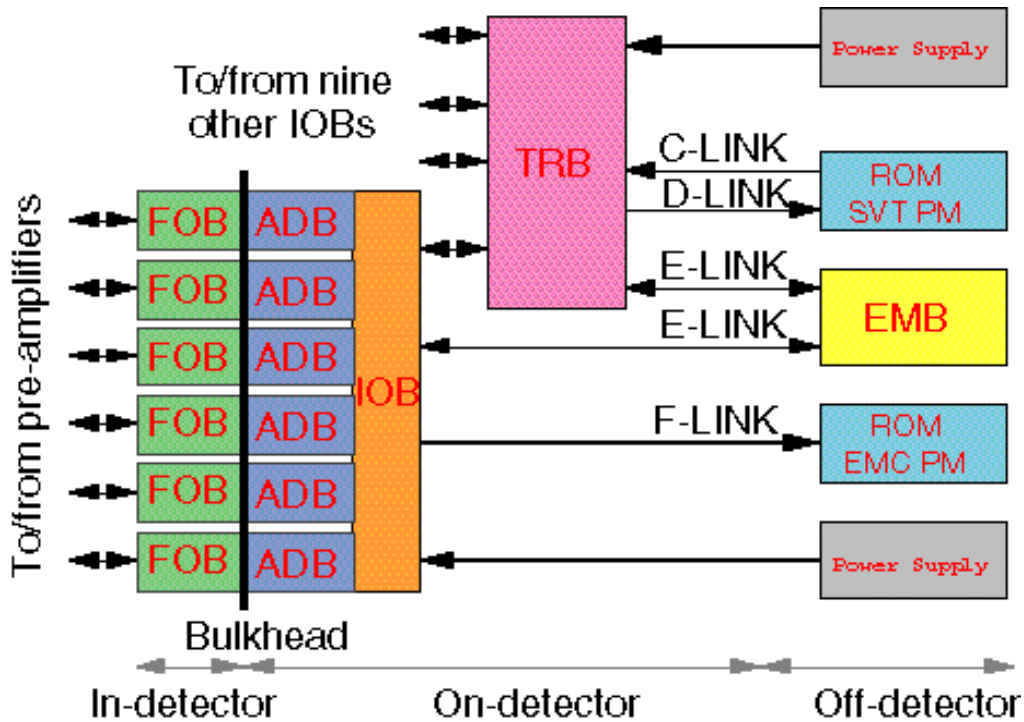 Power Supply
To/from nine
other IOBs
TRB
C-LINK
ROM
SVT PM
D-LINK
To/from pre-amplifiers
FOB ADB
E-LINK
FOB ADB
EMB
E-LINK
FOB ADB
IOB
FOB ADB
F-LINK
ROM
EMC PM
FOB ADB
FOB ADB
Power Supply
Bulkhead
In-detector
On-detector
Off-detector